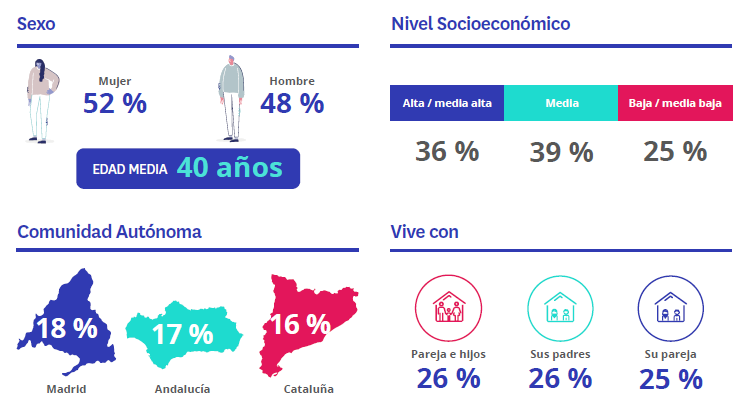 Sexo
Mujer
52 %
Hombre
48 %
EDAD MEDIA 40 años
Nivel Socioeconómico
Alta / media alta
Media
Baja / media baja
36 %
39 %
25 %
Comunidad Autónoma
18 %
17 %
16 %
Madrid
Andalucía
Cataluña
Vive con
Pareja e hijos
Sus padres
Su pareja
26 %
26 %
25 %